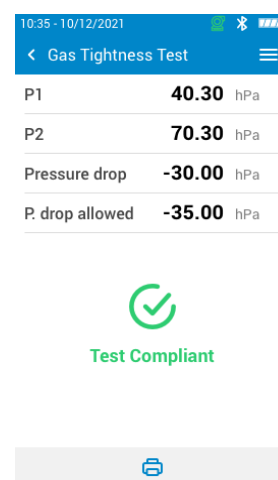 10:35 - 10/12/2021
Gas Tightness Test
P1 40.30 hPa
P2 70.30 hPa
Pressure drop -30.00 hPa
P. drop allowed -35.00 hPa
Test Compliant